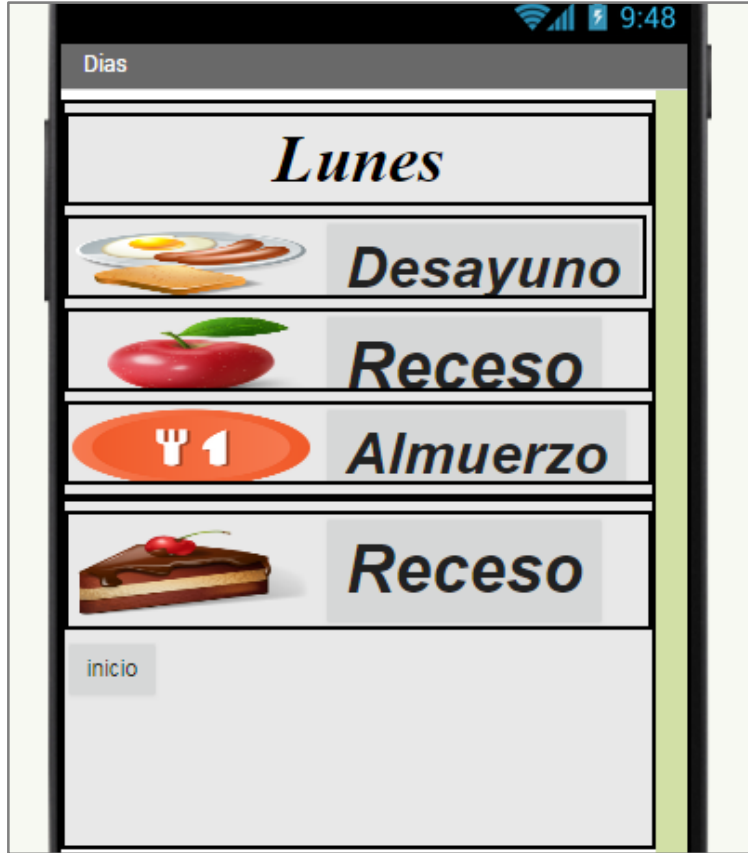 9:48
Dias
Lunes
Desayuno
Receso
Almuerzo
Receso
inicio